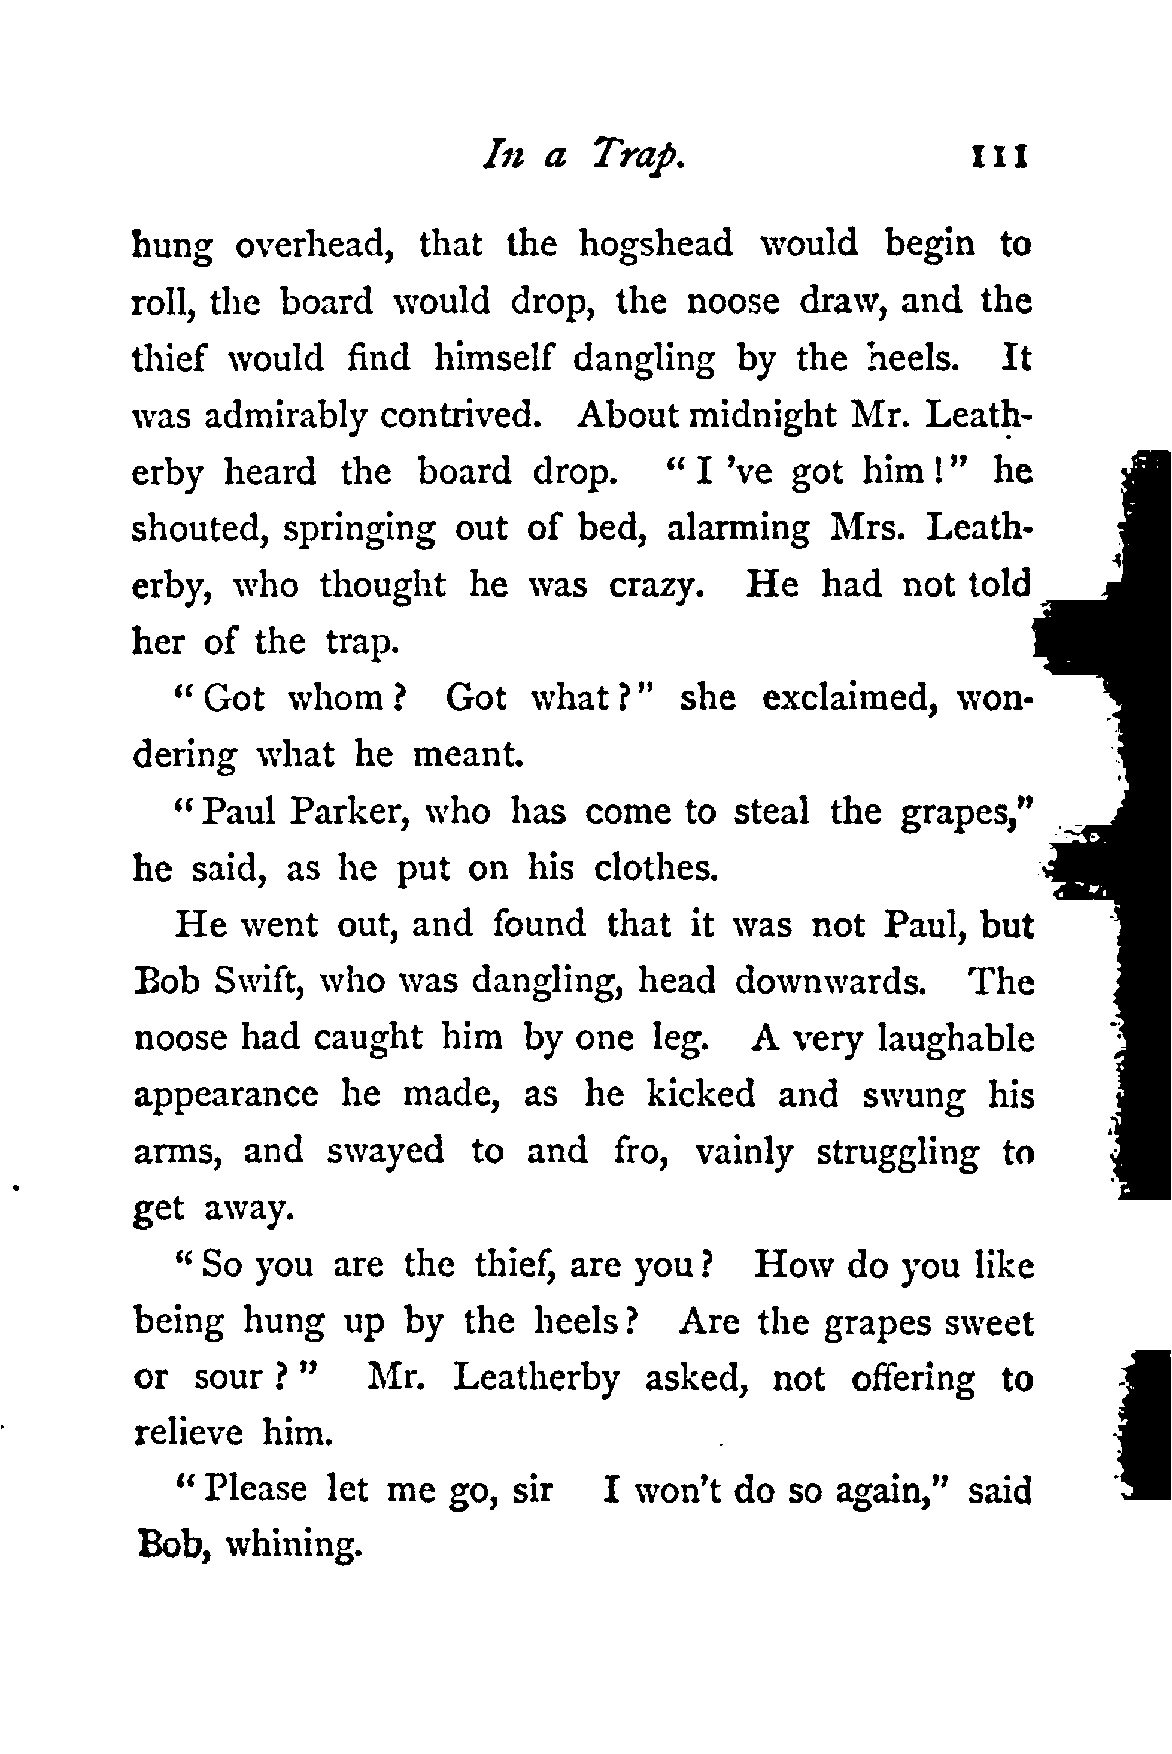 In a Trap. 111
hung overhead, that the hogshead would begin to
roll, the board would drop, the noose draw, and the
thief would find himself dangling by the heels. It
was admirably contrived. About midnight Mr. Leath-
erby heard the board drop. "I 've got him!" he
shouted, springing out of bed, alarming Mrs. Leath-
erby, who thought he was crazy. He had not told
her of the trap.
"Got whom? Got what?" she exclaimed, won-
dering what he meant.
"Paul Parker, who has come to steal the grapes,"
he said, as he put on his clothes.
He went out, and found that it was not Paul, but
Bob Swift, who was dangling, head downwards. The
noose had caught him by one leg. A very laughable
appearance he made, as he kicked and swung his
arms, and swayed to and fro, vainly struggling to
get away.
"So you are the thief, are you? How do you like
being hung up by the heels? Are the grapes sweet
or sour?" Mr. Leatherby asked, not offering to
relieve him.
"Please let me go, sir I won't do so again," said
Bob, whining.